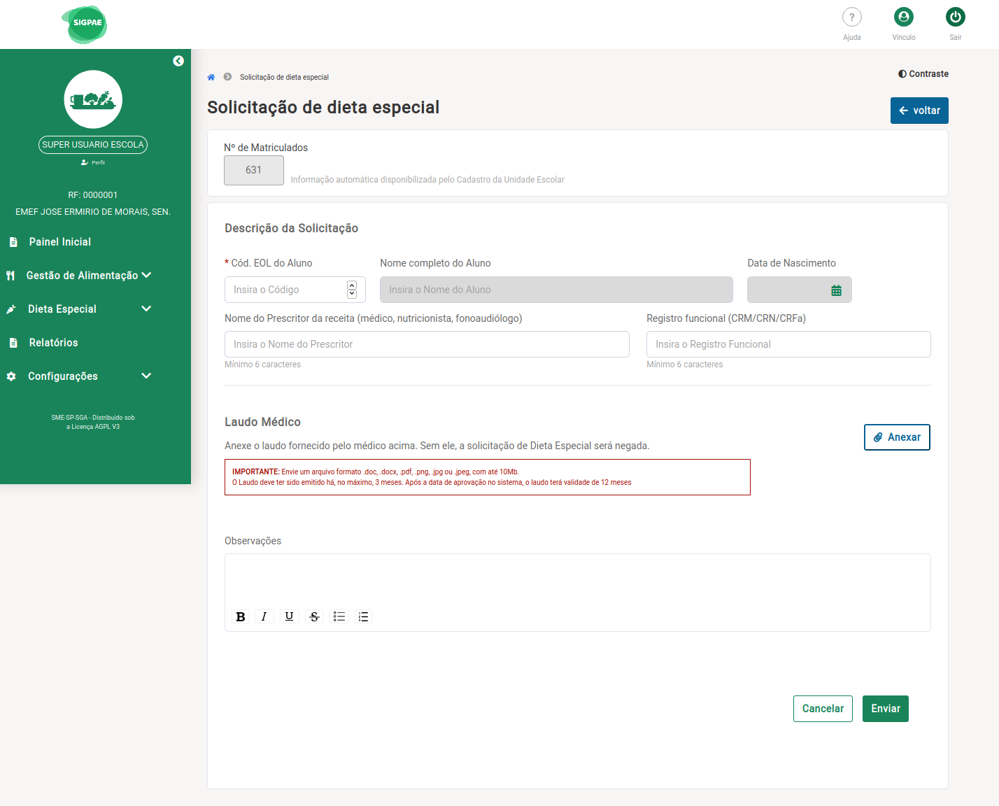 SIGPAE
?
Ajuda
Vinculo
Sair
SUPER USUARIO ESCOLA
Perfil
RF: 0000001
EMEF JOSE ERMIRIO DE MORAIS, SEN.
Painel Inicial
Gestão de Alimentação
Dieta Especial
Relatórios
Configurações
SME-SP-SGA - Distribuído sob
a Licença AGPL V3
Solicitação de dieta especial
Contraste
Solicitação de dieta especial
voltar
Nº de Matriculados
631
Informação automática disponibilizada pelo Cadastro da Unidade Escolar
Descrição da Solicitação
* Cód. EOL do Aluno
Nome completo do Aluno
Data de Nascimento
Insira o Código
Insira o Nome do Aluno
Nome do Prescritor da receita (médico, nutricionista, fonoaudiólogo)
Registro funcional (CRM/CRN/CRFa)
Insira o Nome do Prescritor
Insira o Registro Funcional
Mínimo 6 caracteres
Mínimo 6 caracteres
Laudo Médico
Anexe o laudo fornecido pelo médico acima. Sem ele, a solicitação de Dieta Especial será negada.
Anexar
IMPORTANTE: Envie um arquivo formato .doc, .docx, .pdf, .png, .jpg ou .jpeg, com até 10Mb.
O Laudo deve ter sido emitido há, no máximo, 3 meses. Após a data de aprovação no sistema, o laudo terá validade de 12 meses
Observações
B I U S
Cancelar
Enviar